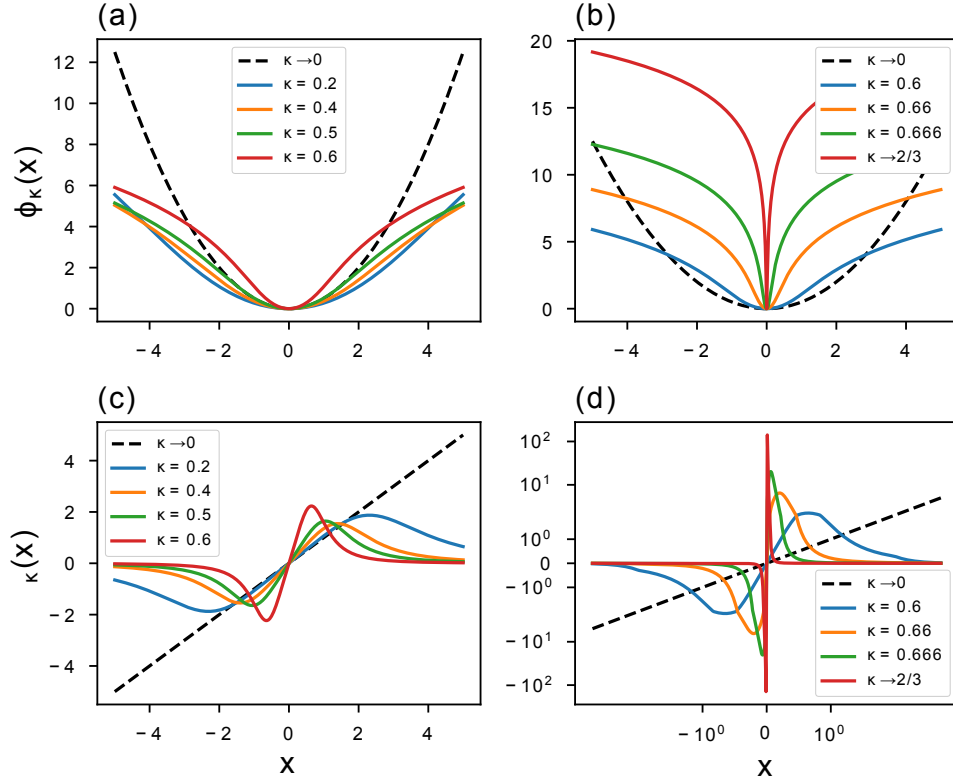 (a)
κ →0
κ = 0.2
κ = 0.4
κ = 0.5
κ = 0.6
12
10
8
6
4
2
0
− 4
− 2
0
2
4
ϕκ(x)
(b)
κ →0
κ = 0.6
κ = 0.66
κ = 0.666
κ →2/3
20
15
10
5
0
− 4
− 2
0
2
4
(c)
κ →0
κ = 0.2
κ = 0.4
κ = 0.5
κ = 0.6
4
2
0
− 2
− 4
− 4
− 2
0
2
4
κ(x)
x
(d)
10²
10¹
10⁰
0
− 10⁰
− 10¹
− 10²
κ →0
κ = 0.6
κ = 0.66
κ = 0.666
κ →2/3
− 10⁰
0
10⁰
x